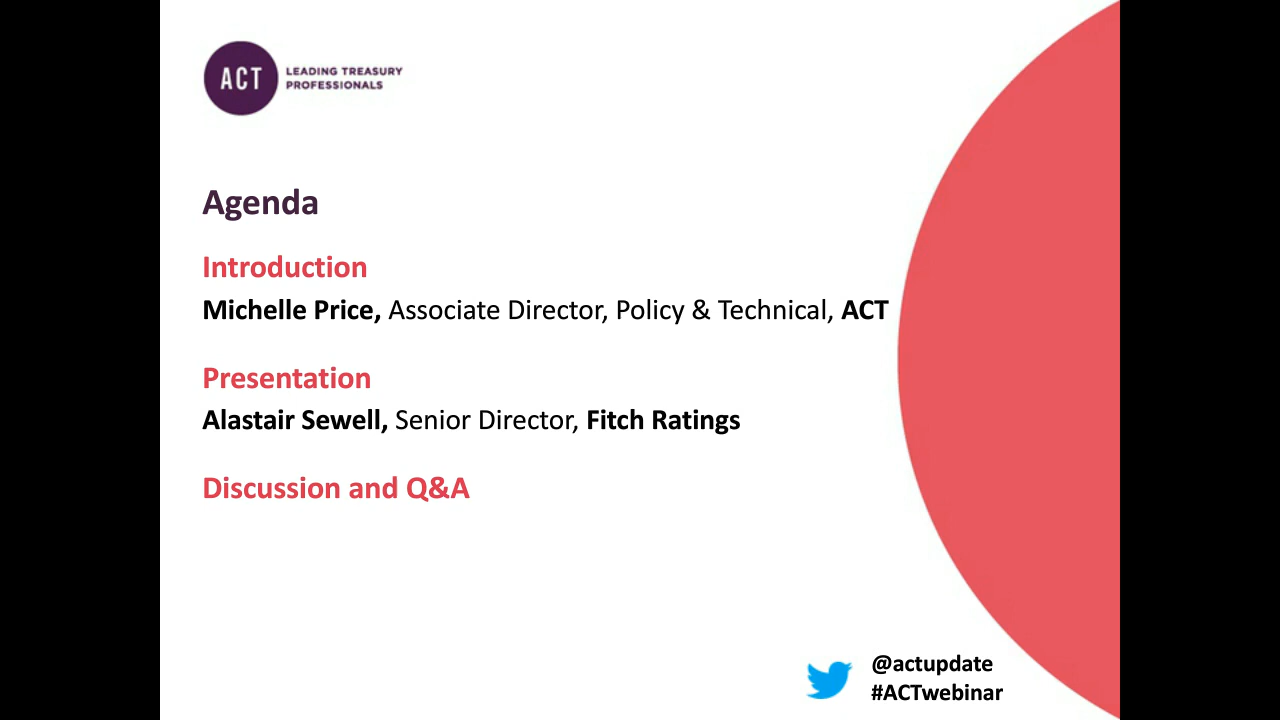 ACT
LEADING TREASURY
PROFESSIONALS
Agenda
Introduction
Michelle Price, Associate Director, Policy & Technical, ACT
Presentation
Alastair Sewell, Senior Director, Fitch Ratings
Discussion and Q&A
@actupdate
#ACTwebinar